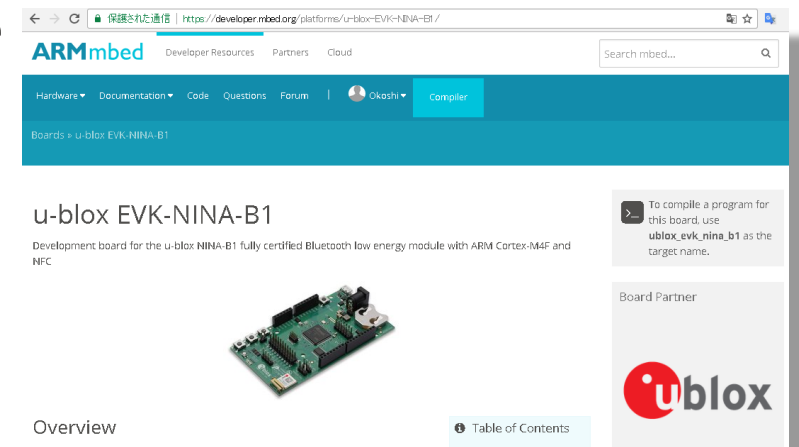 保護された通信 | https://developer.mbed.org/platforms/u-blox-EVK-NINA-B1/
ARMmbed Developer Resources Partners Cloud Search mbed...
Hardware Documentation Code Questions Forum | Okoshi Compiler
Boards » u-blox EVK-NINA-B1
u-blox EVK-NINA-B1
Development board for the u-blox NINA-B1 fully certified Bluetooth low energy module with ARM Cortex-M4F and
NFC
To compile a program for
this board, use
ublox_evk_nina_b1 as the
target name.
Board Partner
ublox
Overview
Table of Contents